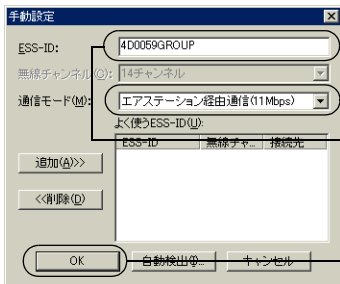 手動設定
ESS-ID:
4D0059GROUP
無線チャンネル(C):
14チャンネル
通信モード(M):
エアステーション経由通信(11Mbps)
よく使うESS-ID(U):
ESS-ID 無線チャ... 接続先
追加(A)>>
<<削除(D)
OK
自動検出(I)...
キャンセル